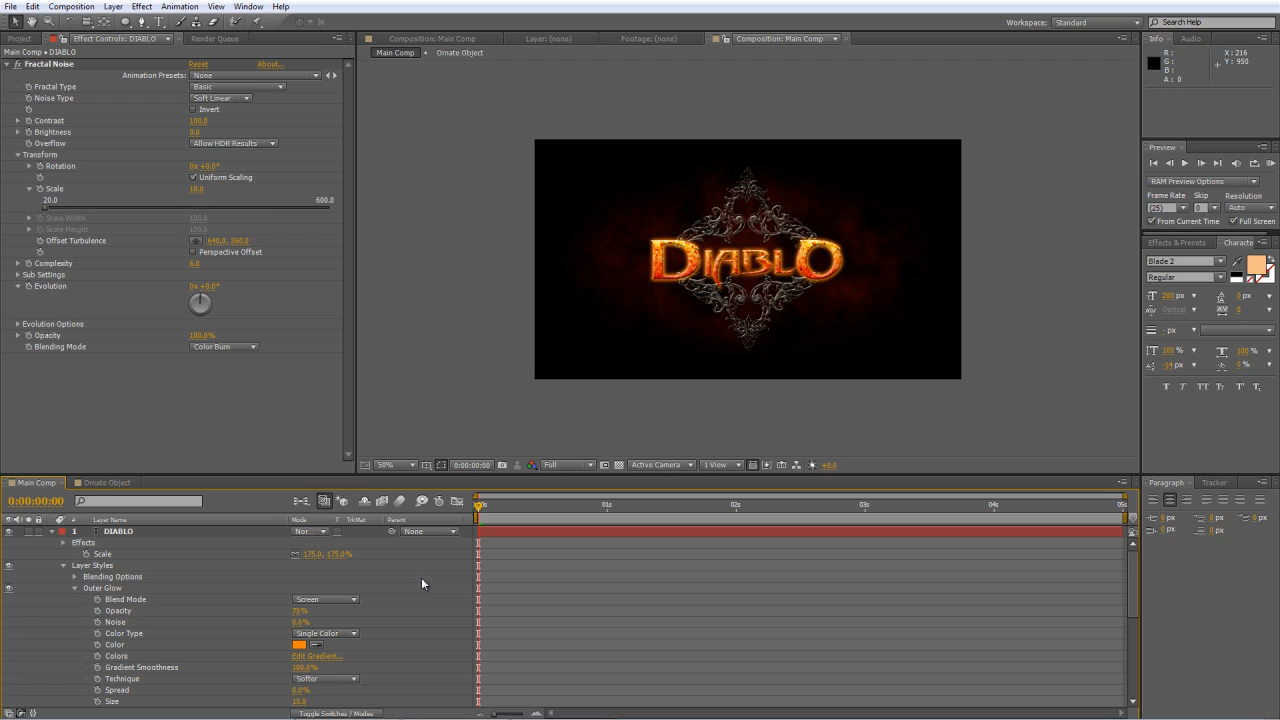 File Edit Composition Layer Effect Animation View Window Help
Workspace: Standard Search Help
Project Effect Controls: DIABLO Render Queue
Composition: Main Comp Layer: (none) Footage: (none) Composition: Main Comp
Info Audio
Main Comp • DIABLO
Main Comp Ornate Object
Fractal Noise Reset About...
Animation Presets: None
Fractal Type Basic
Noise Type Soft Linear
Invert
Contrast 100.0
Brightness 0.0
Overflow Allow HDR Results
Transform
Rotation 0x +0.0°
Uniform Scaling
Scale 10.0
20.0 600.0
Scale Width 100.0
Scale Height 100.0
Offset Turbulence 640.0, 360.0
Perspective Offset
Complexity 6.0
Sub Settings
Evolution 0x +0.0°
Evolution Options
Opacity 100.0%
Blending Mode Color Burn
DIABLO
R :
G :
B :
A : 0
X : 216
Y : 950
Preview
RAM Preview Options
Frame Rate Skip Resolution
(25) 0 Auto
From Current Time Full Screen
Effects & Presets Characte
Blade 2
Regular
200 px 0 px
Optical 0
- px
100 % 100 %
-14 px 0 %
T T TT Tт T' T,
50% 0:00:00:00 Full Active Camera 1 View +0.0
Main Comp Ornate Object
Paragraph Tracker
0:00:00:00
01s 02s 03s 04s 05s
# Layer Name Mode T TrkMat Parent
1 DIABLO Nor... None
Effects
Scale 175.0, 175.0%
Layer Styles
Blending Options
Outer Glow
Blend Mode Screen
Opacity 75%
Noise 0.0%
Color Type Single Color
Color
Colors Edit Gradient...
Gradient Smoothness 100.0%
Technique Softer
Spread 0.0%
Size 15.0
Toggle Switches / Modes
0 px 0 px 0 px
0 px 0 px